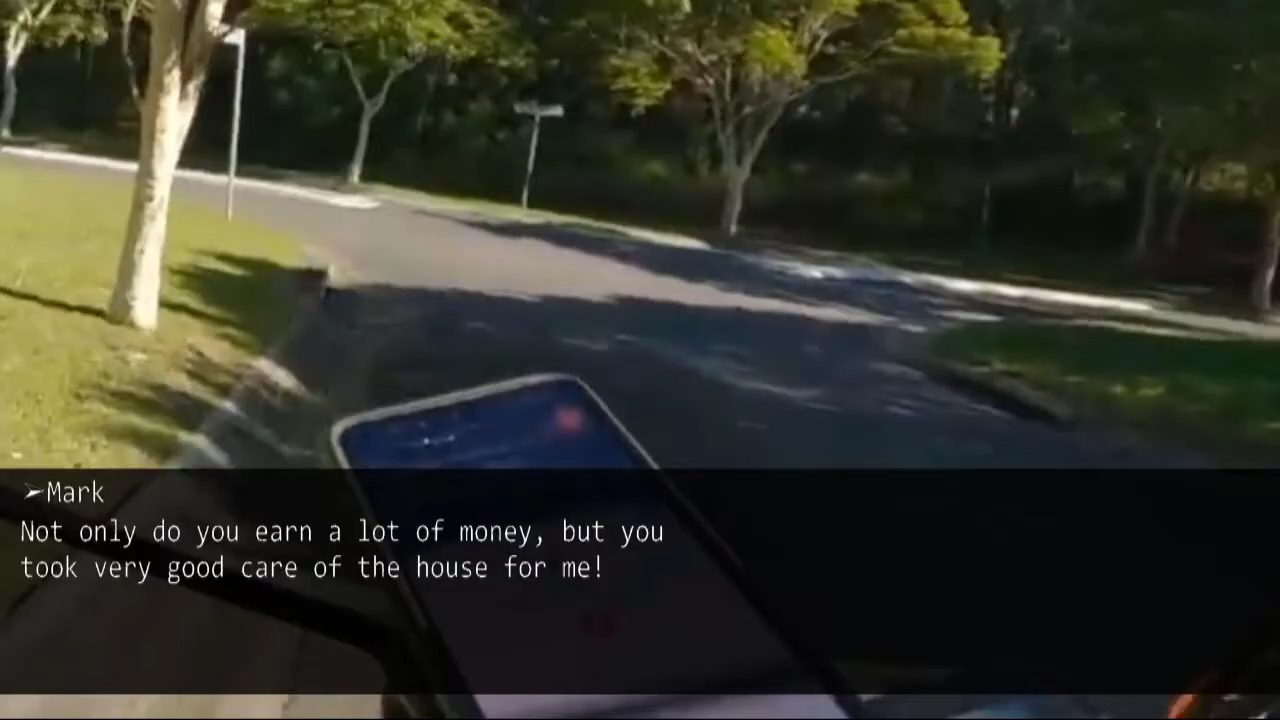 ➢Mark
Not only do you earn a lot of money, but you
took very good care of the house for me!